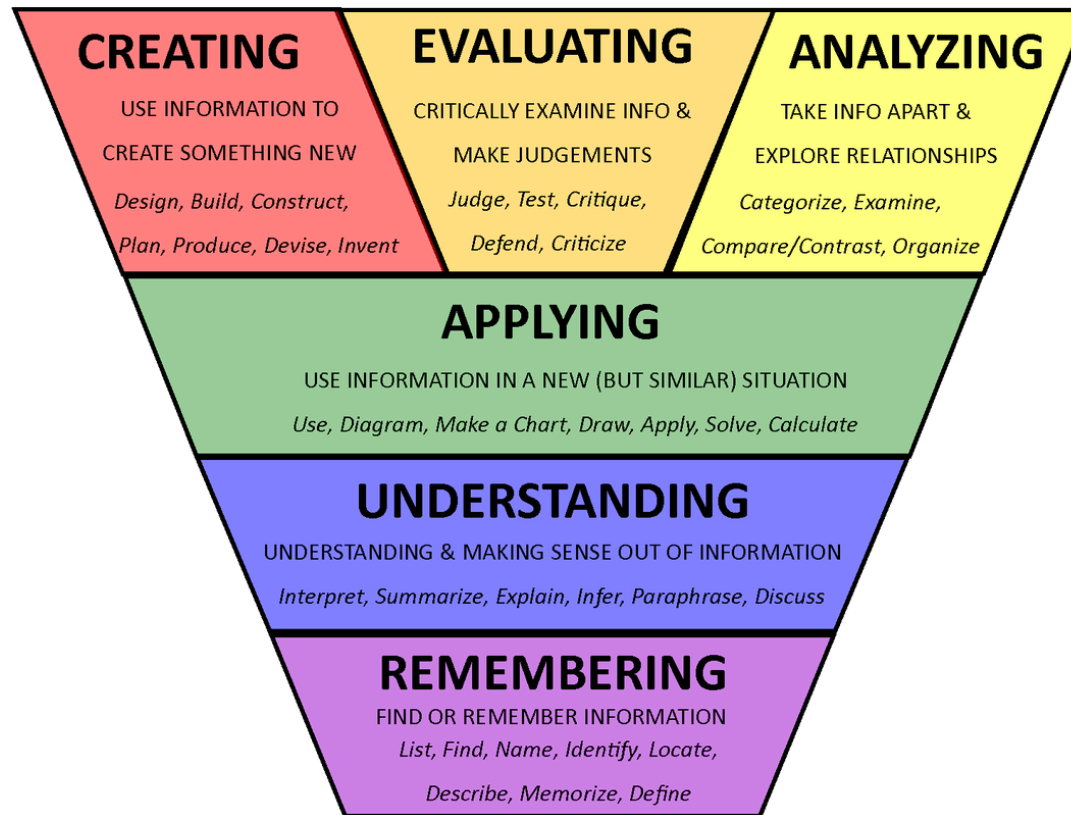 CREATING
USE INFORMATION TO
CREATE SOMETHING NEW
Design, Build, Construct,
Plan, Produce, Devise, Invent
EVALUATING
CRITICALLY EXAMINE INFO &
MAKE JUDGEMENTS
Judge, Test, Critique,
Defend, Criticize
ANALYZING
TAKE INFO APART &
EXPLORE RELATIONSHIPS
Categorize, Examine,
Compare/Contrast, Organize
APPLYING
USE INFORMATION IN A NEW (BUT SIMILAR) SITUATION
Use, Diagram, Make a Chart, Draw, Apply, Solve, Calculate
UNDERSTANDING
UNDERSTANDING & MAKING SENSE OUT OF INFORMATION
Interpret, Summarize, Explain, Infer, Paraphrase, Discuss
REMEMBERING
FIND OR REMEMBER INFORMATION
List, Find, Name, Identify, Locate,
Describe, Memorize, Define